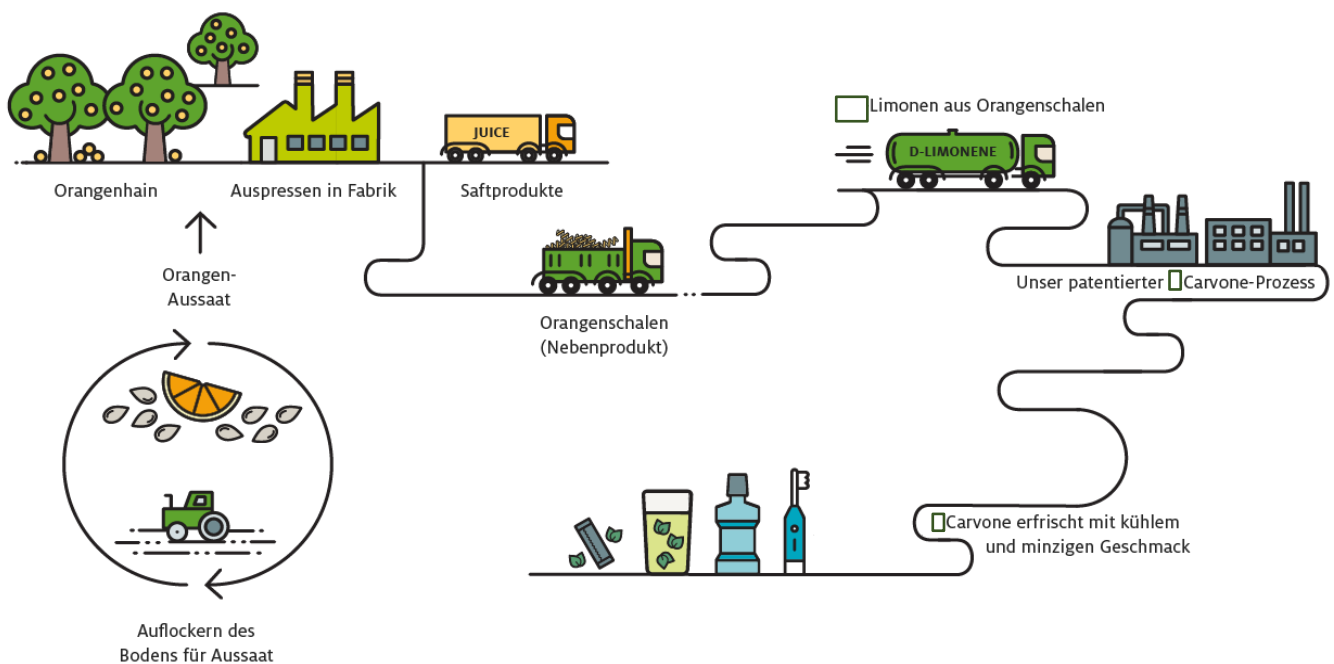 JUICE
Orangenhain
Auspressen in Fabrik
Saftprodukte
Limonen aus Orangenschalen
D-LIMONENE
Orangen-
Aussaat
Orangenschalen
(Nebenprodukt)
Unser patentierter Carvone-Prozess
Carvone erfrischt mit kühlem
und minzigen Geschmack
Auflockern des
Bodens für Aussaat